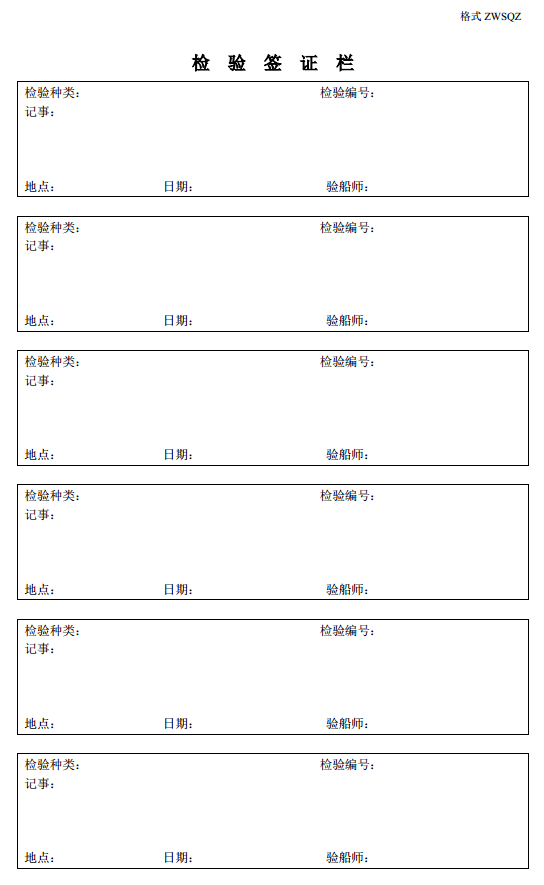 格式 ZWSQZ
检 验 签 证 栏
检验种类： 检验编号：
记事：
地点： 日期： 验船师：
检验种类： 检验编号：
记事：
地点： 日期： 验船师：
检验种类： 检验编号：
记事：
地点： 日期： 验船师：
检验种类： 检验编号：
记事：
地点： 日期： 验船师：
检验种类： 检验编号：
记事：
地点： 日期： 验船师：
检验种类： 检验编号：
记事：
地点： 日期： 验船师：